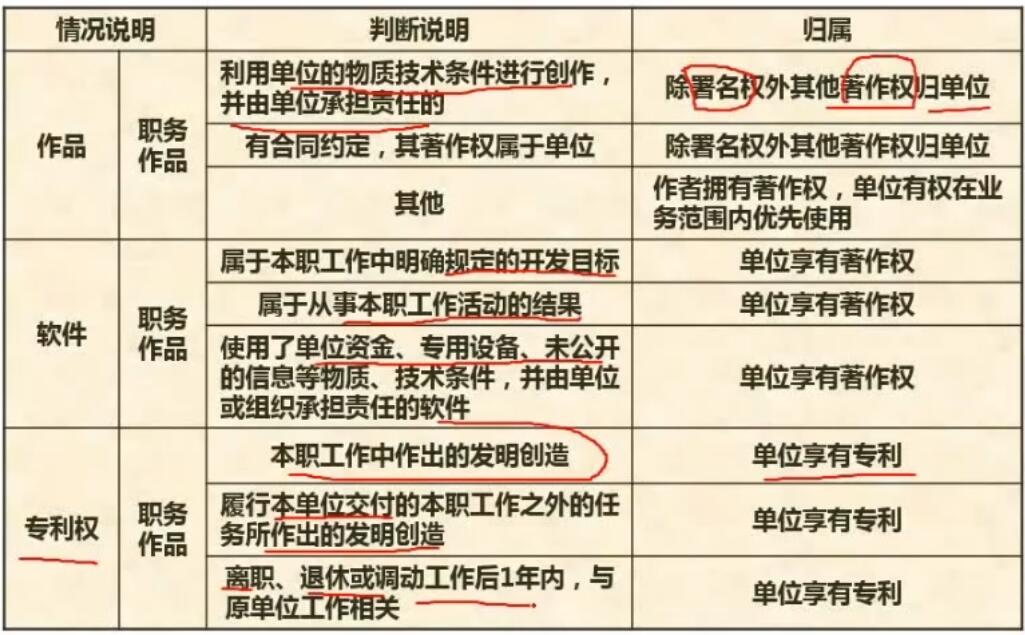 情况说明 判断说明 归属
作品
职务
作品
利用单位的物质技术条件进行创作，
并由单位承担责任的
除署名权外其他著作权归单位
有合同约定，其著作权属于单位
除署名权外其他著作权归单位
其他
作者拥有著作权，单位有权在业
务范围内优先使用
软件
职务
作品
属于本职工作中明确规定的开发目标
单位享有著作权
属于从事本职工作活动的结果
单位享有著作权
使用了单位资金、专用设备、未公开
的信息等物质、技术条件，并由单位
或组织承担责任的软件
单位享有著作权
专利权
职务
作品
本职工作中作出的发明创造
单位享有专利
履行本单位交付的本职工作之外的任
务所作出的发明创造
单位享有专利
离职、退休或调动工作后1年内，与
原单位工作相关
单位享有专利